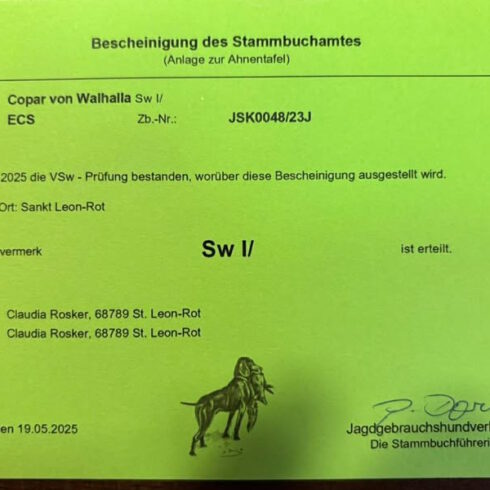 Bescheinigung des Stammbuchamtes
(Anlage zur Ahnentafel)
Copar von Walhalla Sw I/
ECS Zb.-Nr.: JSK0048/23J
2025 die VSw - Prüfung bestanden, worüber diese Bescheinigung ausgestellt wird.
Ort: Sankt Leon-Rot
vermerk Sw I/ ist erteilt.
Claudia Rosker, 68789 St. Leon-Rot
Claudia Rosker, 68789 St. Leon-Rot
en 19.05.2025
Jagdgebrauchshundver
Die Stammbuchführeri